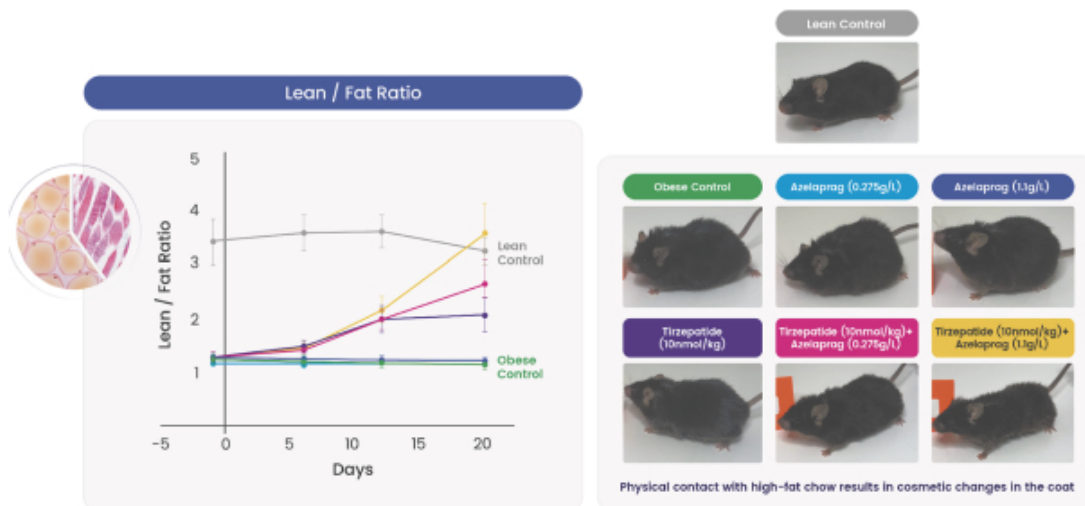 Lean Control
Lean / Fat Ratio
5
4
3
2
1
Lean / Fat Ratio
Lean
Control
Obese
Control
-5
0
5
10
15
20
Days
Obese Control
Azelaprag (0.275g/L)
Azelaprag (1.1g/L)
Tirzepatide
(10nmol/kg)
Tirzepatide (10nmol/kg)+
Azelaprag (0.275g/L)
Tirzepatide (10nmol/kg)+
Azelaprag (1.1g/L)
Physical contact with high-fat chow results in cosmetic changes in the coat